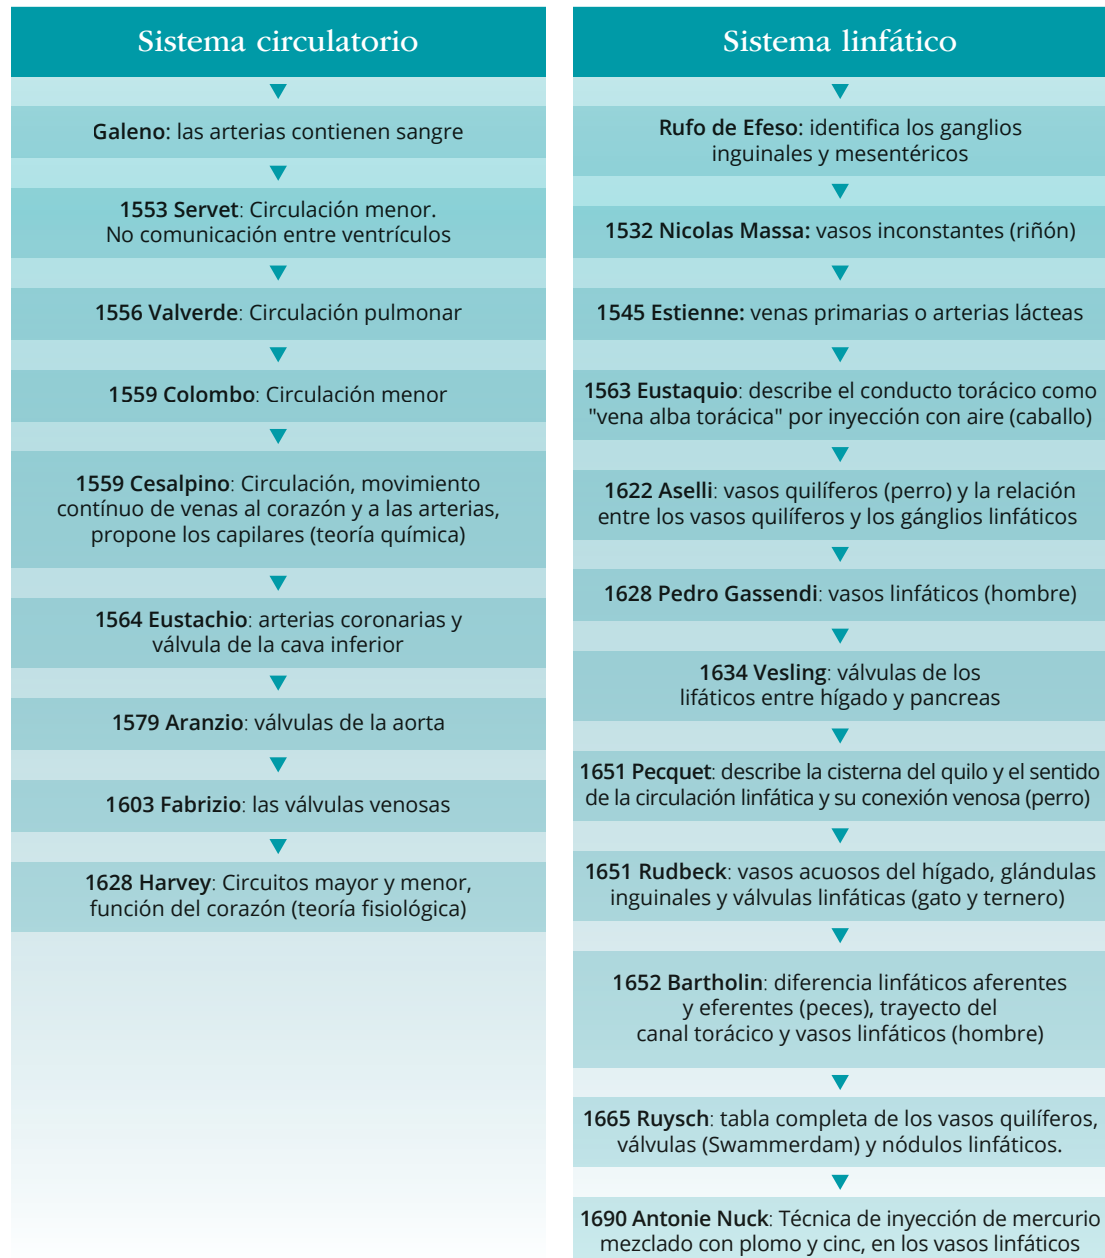 Sistema circulatorio
Galeno: las arterias contienen sangre
1553 Servet: Circulación menor.
No comunicación entre ventrículos
1556 Valverde: Circulación pulmonar
1559 Colombo: Circulación menor
1559 Cesalpino: Circulación, movimiento
contínuo de venas al corazón y a las arterias,
propone los capilares (teoría química)
1564 Eustachio: arterias coronarias y
válvula de la cava inferior
1579 Aranzio: válvulas de la aorta
1603 Fabrizio: las válvulas venosas
1628 Harvey: Circuitos mayor y menor,
función del corazón (teoría fisiológica)
Sistema linfático
Rufo de Efeso: identifica los ganglios
inguinales y mesentéricos
1532 Nicolas Massa: vasos inconstantes (riñón)
1545 Estienne: venas primarias o arterias lácteas
1563 Eustaquio: describe el conducto torácico como
"vena alba torácica" por inyección con aire (caballo)
1622 Aselli: vasos quilíferos (perro) y la relación
entre los vasos quilíferos y los gánglios linfáticos
1628 Pedro Gassendi: vasos linfáticos (hombre)
1634 Vesling: válvulas de los
lifáticos entre hígado y pancreas
1651 Pecquet: describe la cisterna del quilo y el sentido
de la circulación linfática y su conexión venosa (perro)
1651 Rudbeck: vasos acuosos del hígado, glándulas
inguinales y válvulas linfáticas (gato y ternero)
1652 Bartholin: diferencia linfáticos aferentes
y eferentes (peces), trayecto del
canal torácico y vasos linfáticos (hombre)
1665 Ruysch: tabla completa de los vasos quilíferos,
válvulas (Swammerdam) y nódulos linfáticos.
1690 Antonie Nuck: Técnica de inyección de mercurio
mezclado con plomo y cinc, en los vasos linfáticos